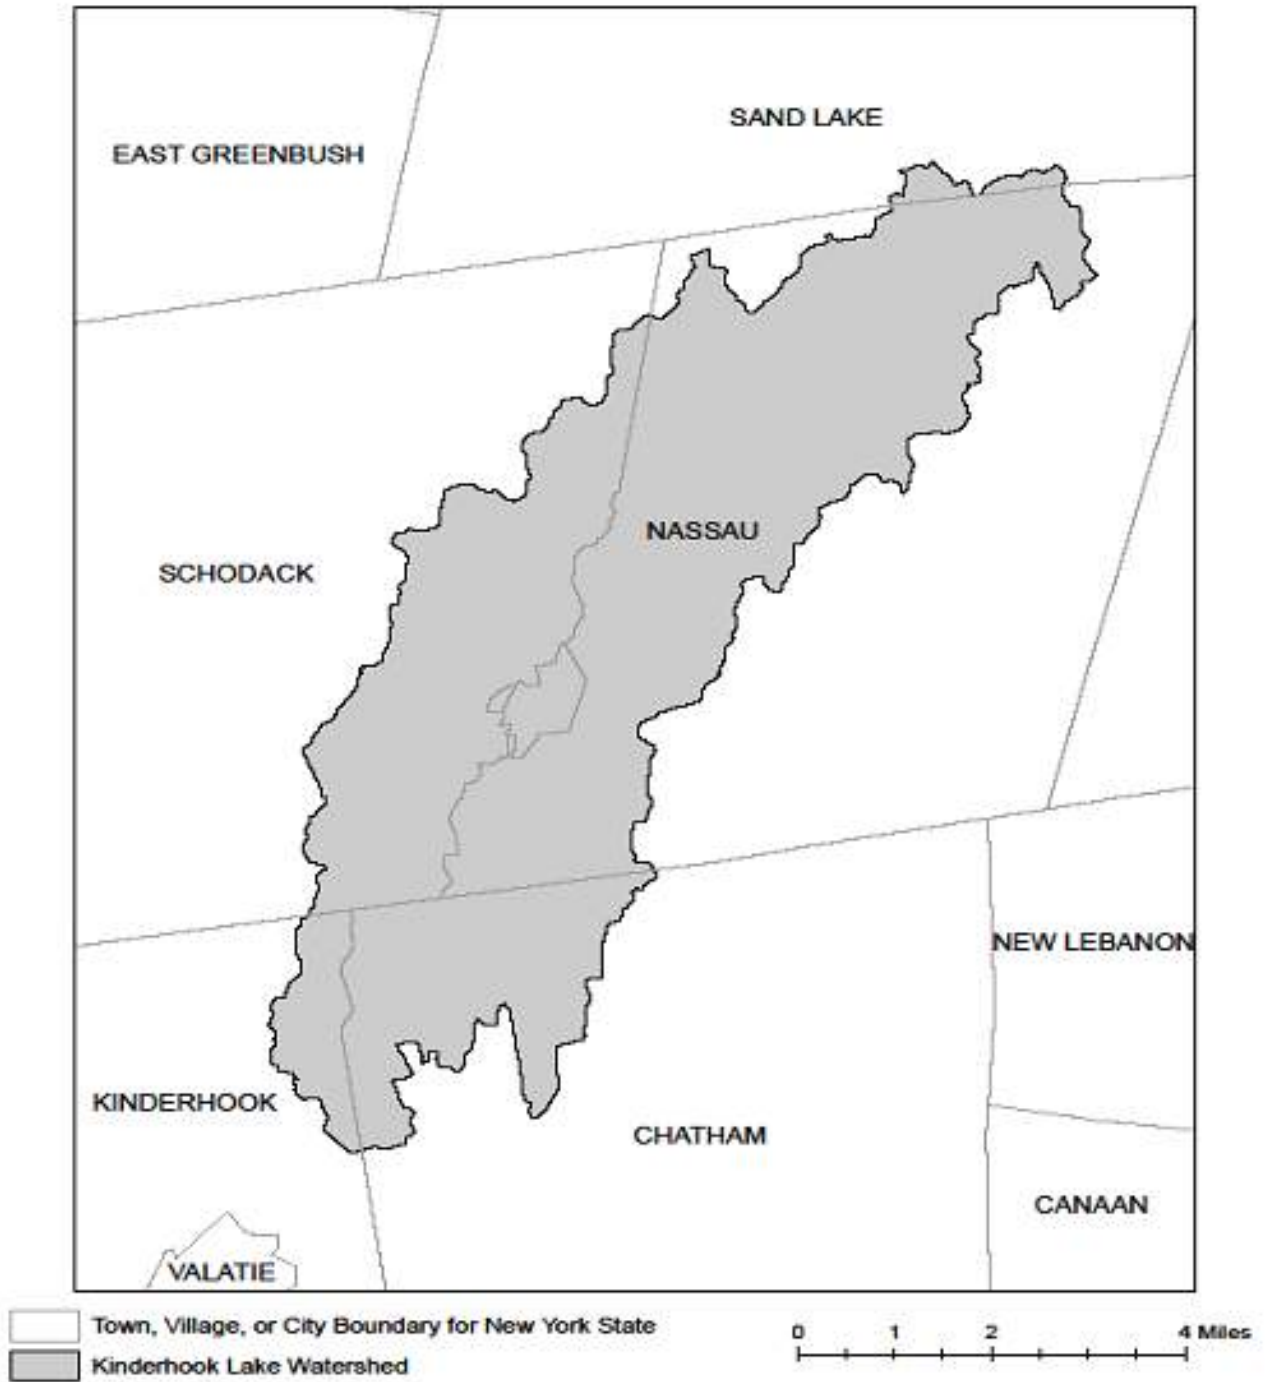 SAND LAKE
EAST GREENBUSH
NASSAU
SCHODACK
NEW LEBANON
KINDERHOOK
CHATHAM
CANAAN
VALATIE
Town, Village, or City Boundary for New York State
Kinderhook Lake Watershed
0 1 2 4 Miles